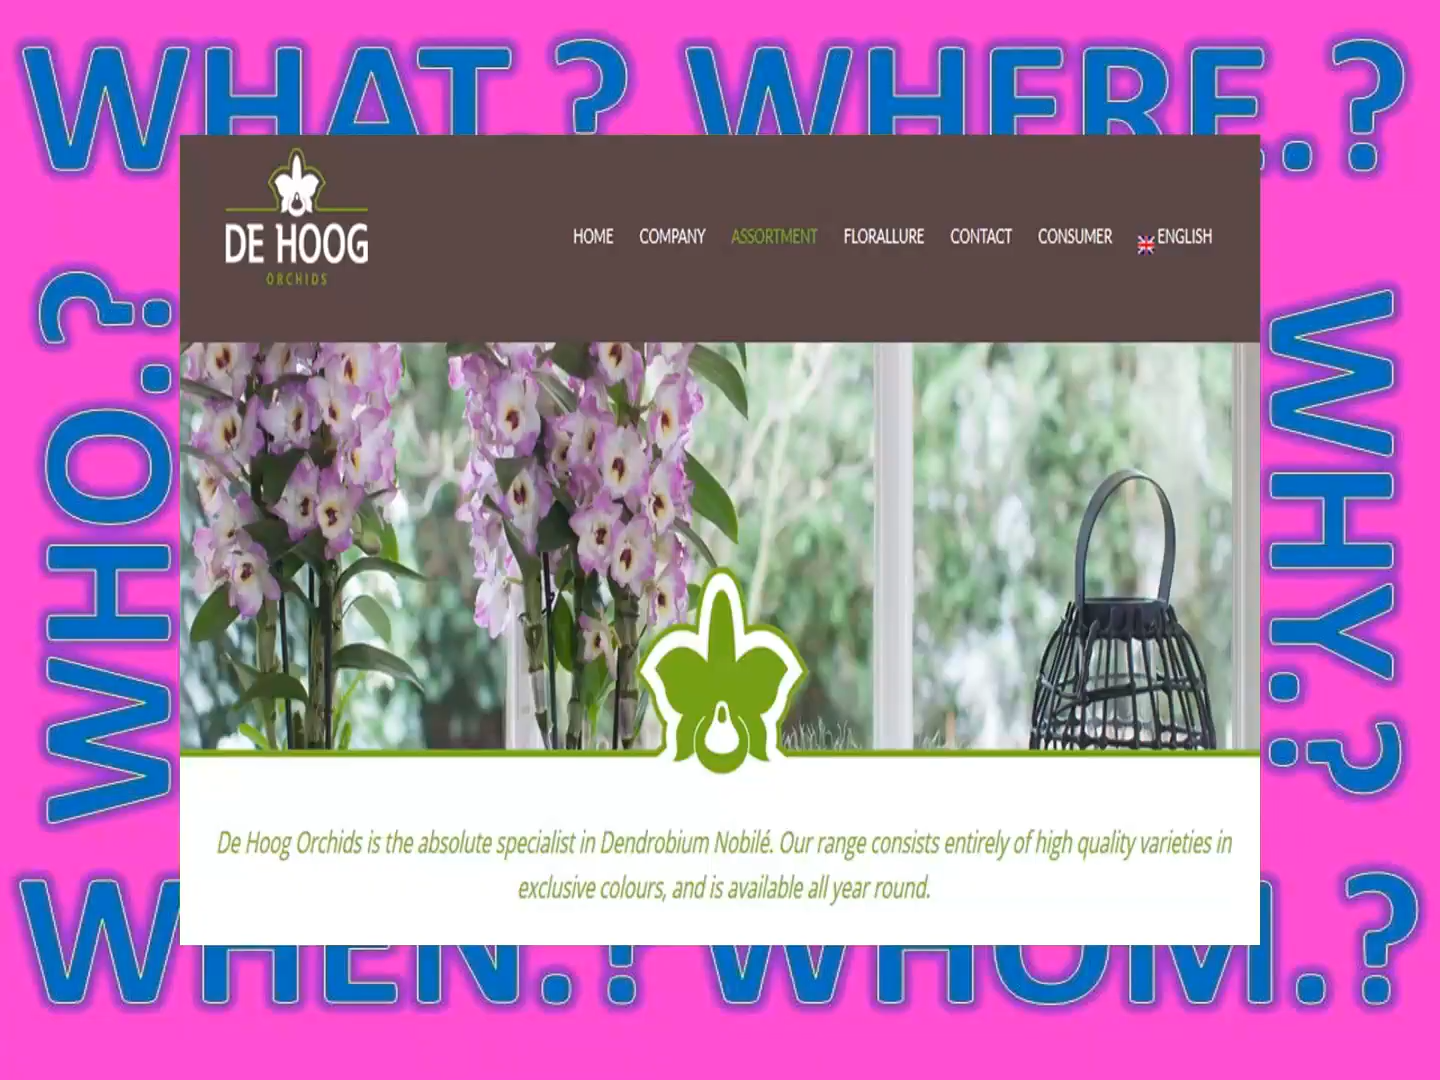 WHAT.? WHERE.?
WHO.?
WHY.?
DE HOOG
ORCHIDS
HOME COMPANY ASSORTMENT FLORALLURE CONTACT CONSUMER ENGLISH
De Hoog Orchids is the absolute specialist in Dendrobium Nobilé. Our range consists entirely of high quality varieties in
exclusive colours, and is available all year round.
WHEN.? WHOM.?